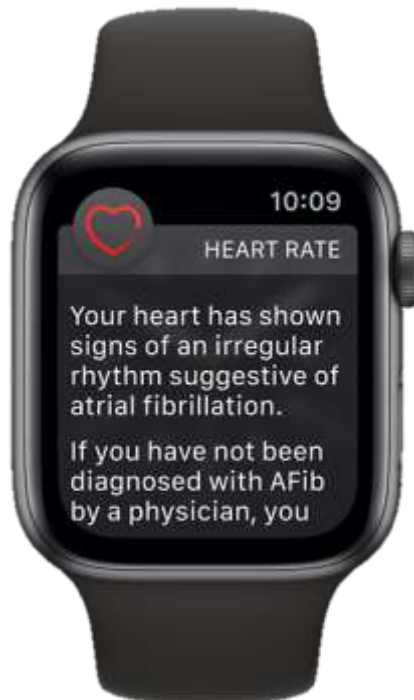 10:09
HEART RATE
Your heart has shown
signs of an irregular
rhythm suggestive of
atrial fibrillation.
If you have not been
diagnosed with AFib
by a physician, you